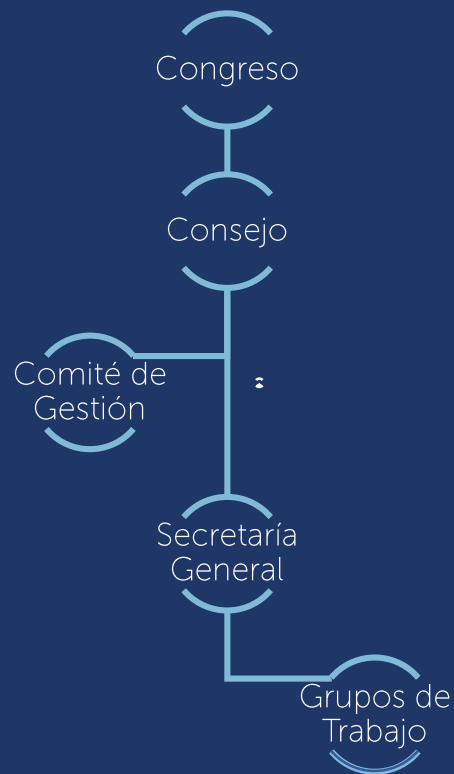 Congreso
Consejo
Comité de
Gestión
Secretaría
General
Grupos de
Trabajo